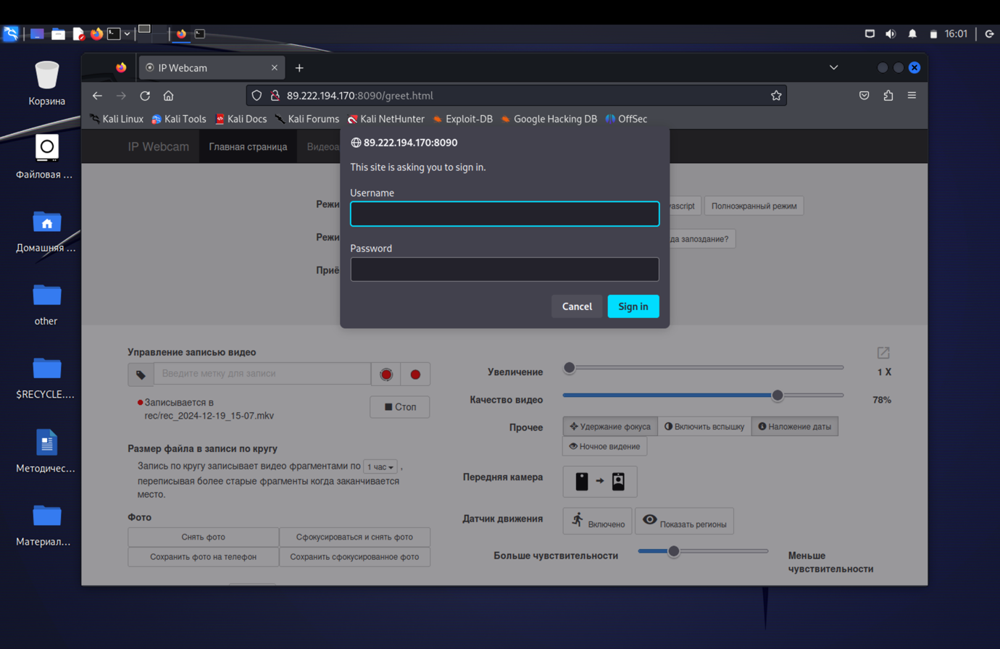 16:01
Корзина
Файловая ...
Домашняя ...
other
$RECYCLE....
Методичес...
Материал...
IP Webcam
89.222.194.170:8090/greet.html
Kali Linux Kali Tools Kali Docs Kali Forums Kali NetHunter Exploit-DB Google Hacking DB OffSec
IP Webcam Главная страница Видеоа
89.222.194.170:8090
This site is asking you to sign in.
Username
Password
Cancel Sign in
Режи
vascript Полноэкранный режим
Режи
да запоздание?
Приё
Управление записью видео
Введите метку для записи
Записывается в
rec/rec_2024-12-19_15-07.mkv
Стоп
Размер файла в записи по кругу
Запись по кругу записывает видео фрагментами по 1 час ,
переписывая более старые фрагменты когда заканчивается
место.
Фото
Снять фото Сфокусироваться и снять фото
Сохранить фото на телефон Сохранить сфокусированное фото
Увеличение 1 X
Качество видео 78%
Прочее Удержание фокуса Включить вспышку Наложение даты
Ночное видение
Передняя камера
Датчик движения Включено Показать регионы
Больше чувствительности Меньше
чувствительности